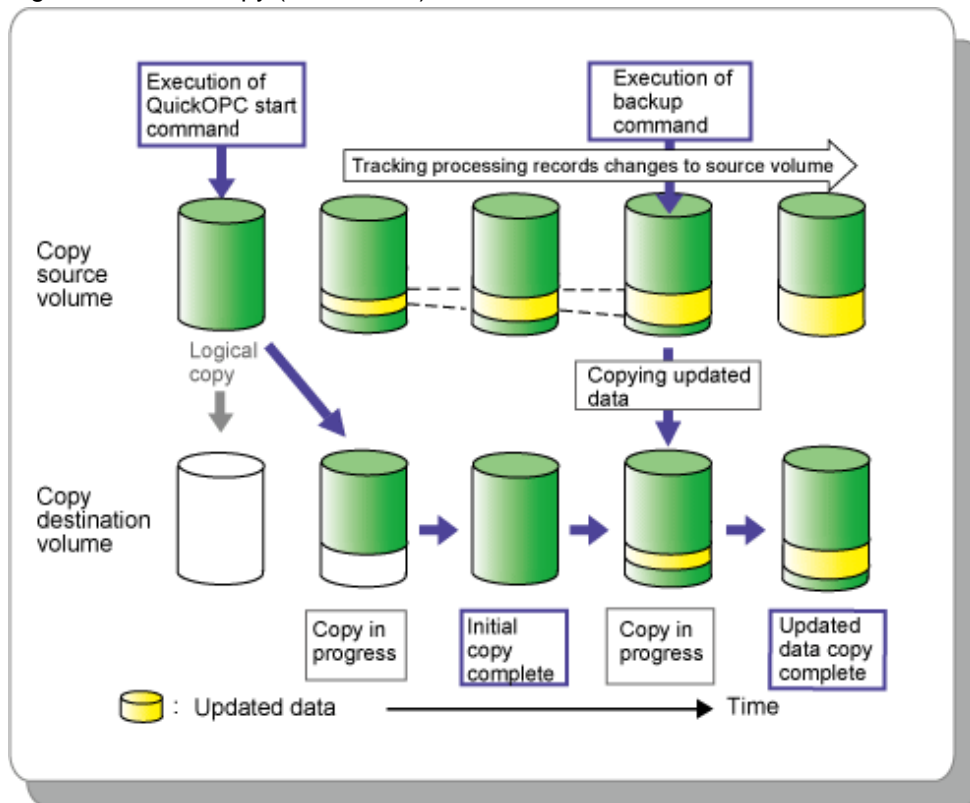 Execution of
QuickOPC start
command
Execution of
backup
command
Tracking processing records changes to source volume
Copy
source
volume
Logical
copy
Copying updated
data
Copy
destination
volume
Copy in
progress
Initial
copy
complete
Copy in
progress
Updated
data copy
complete
: Updated data
Time